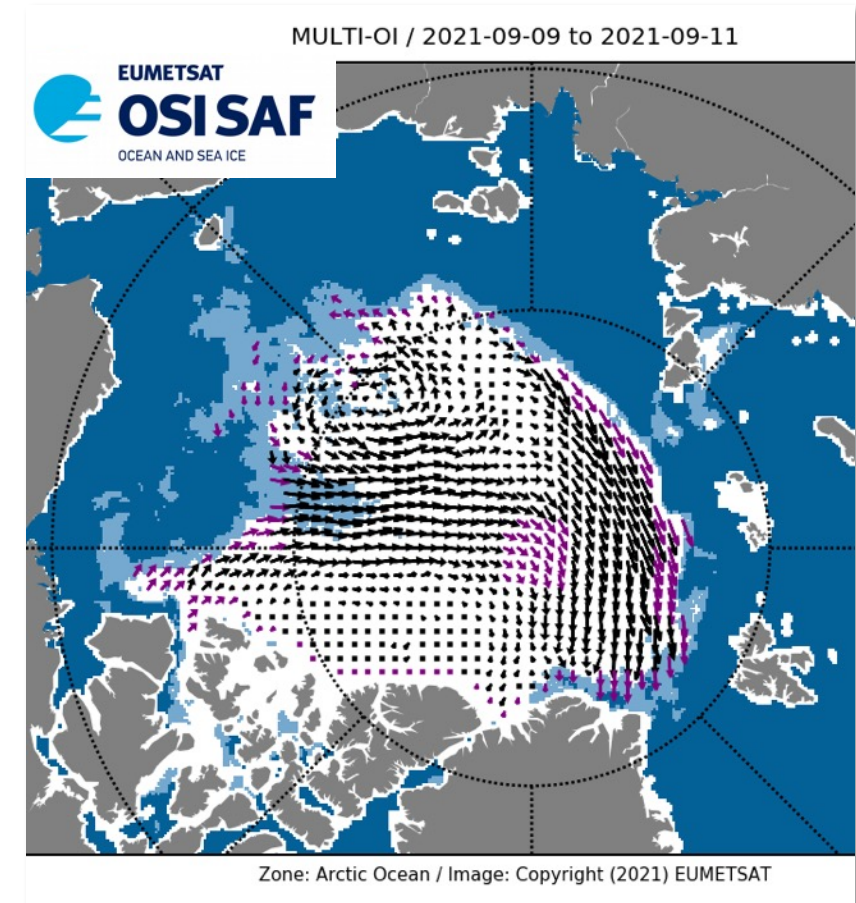 MULTI-OI / 2021-09-09 to 2021-09-11
EUMETSAT
OSI SAF
OCEAN AND SEA ICE
Zone: Arctic Ocean / Image: Copyright (2021) EUMETSAT